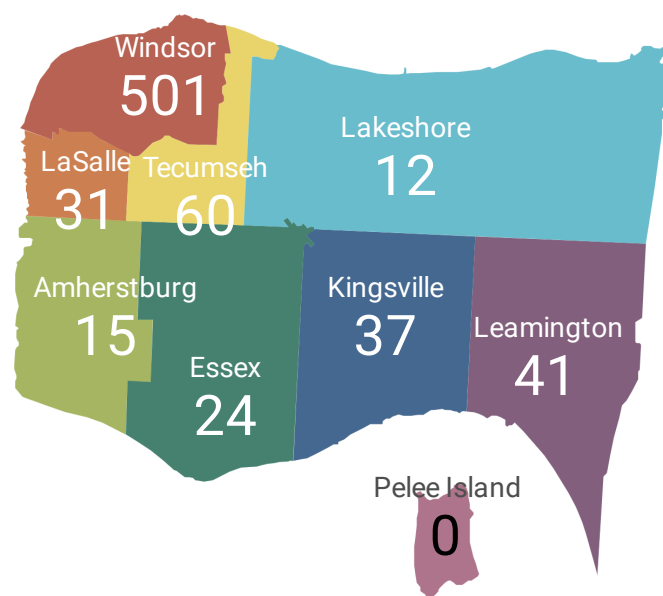 Windsor
501
Lakeshore
12
LaSalle
31
Tecumseh
60
Amherstburg
15
Essex
24
Kingsville
37
Leamington
41
Pelee Island
0